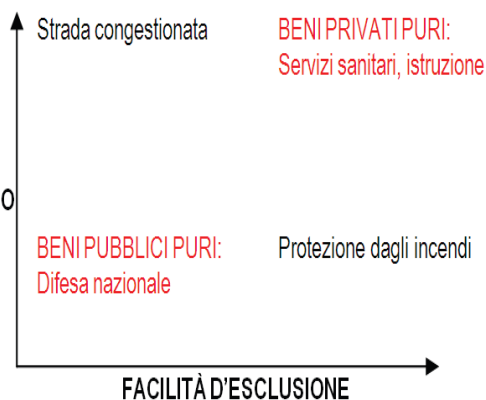 Strada congestionata
BENI PRIVATI PURI:
Servizi sanitari, istruzione
O
BENI PUBBLICI PURI:
Difesa nazionale
Protezione dagli incendi
FACILITÀ D'ESCLUSIONE